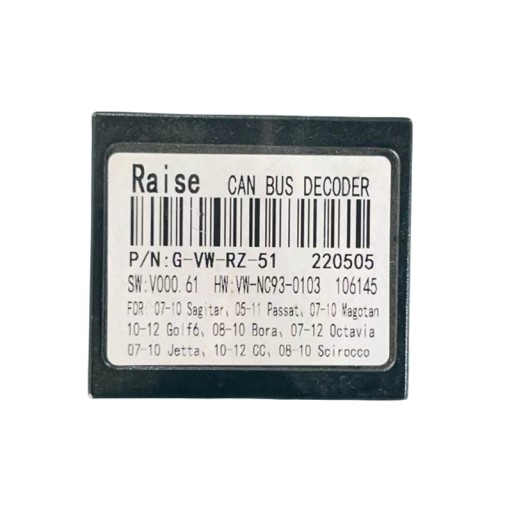 Raise CAN BUS DECODER
P/N:G-VW-RZ-51 220505
SW:V000.61 HW:VW-NC93-0103 106145
FOR: 07-10 Sagitar、05-11 Passat、07-10 Magotan
10-12 Golf6、08-10 Bora、07-12 Octavia
07-10 Jetta、10-12 CC、08-10 Scirocco